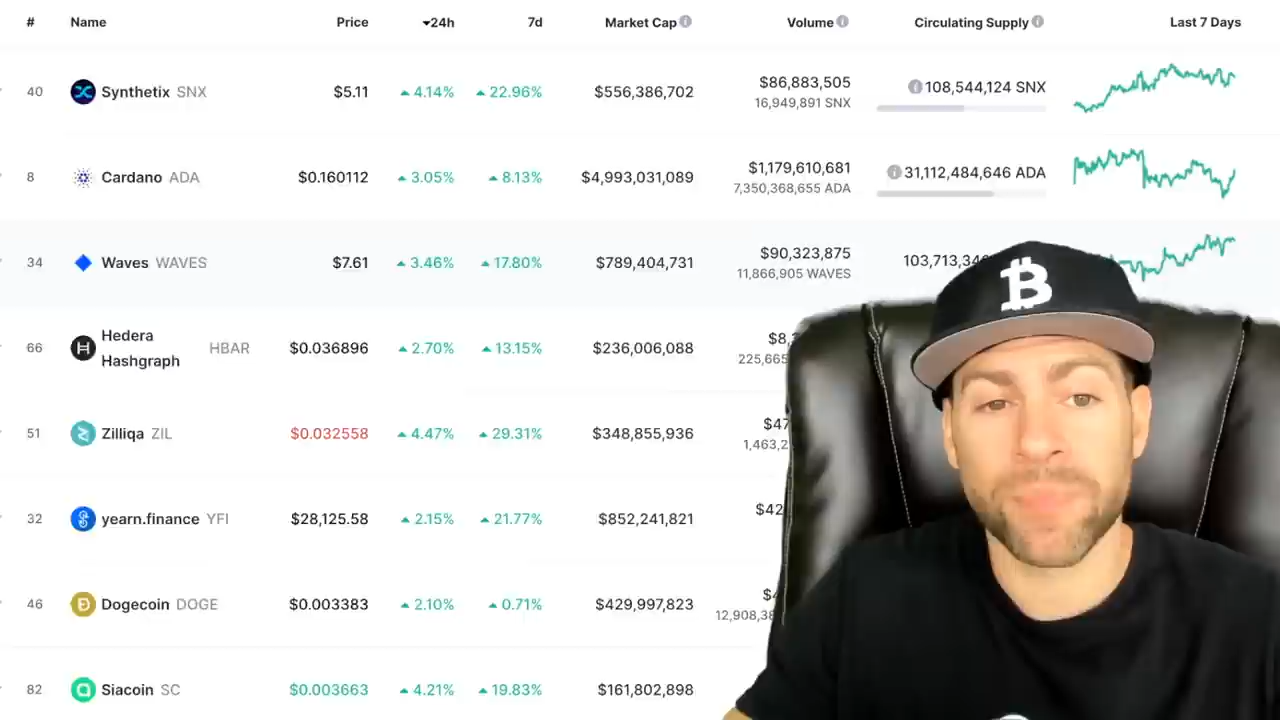 # Name Price 24h 7d Market Cap Volume Circulating Supply Last 7 Days
$86,883,505
40 Synthetix SNX $5.11 4.14% 22.96% $556,386,702 108,544,124 SNX
16,949,891 SNX
$1,179,610,681
8 Cardano ADA $0.160112 3.05% 8.13% $4,993,031,089 31,112,484,646 ADA
7,350,368,655 ADA
$90,323,875
34 Waves WAVES $7.61 3.46% 17.80% $789,404,731
11,866,905 WAVES
Hedera
66 HBAR $0.036896 2.70% 13.15% $236,006,088
Hashgraph
51 Zilliqa ZIL $0.032558 4.47% 29.31% $348,855,936
32 yearn.finance YFI $28,125.58 2.15% 21.77% $852,241,821
46 Dogecoin DOGE $0.003383 2.10% 0.71% $429,997,823
82 Siacoin SC $0.003663 4.21% 19.83% $161,802,898